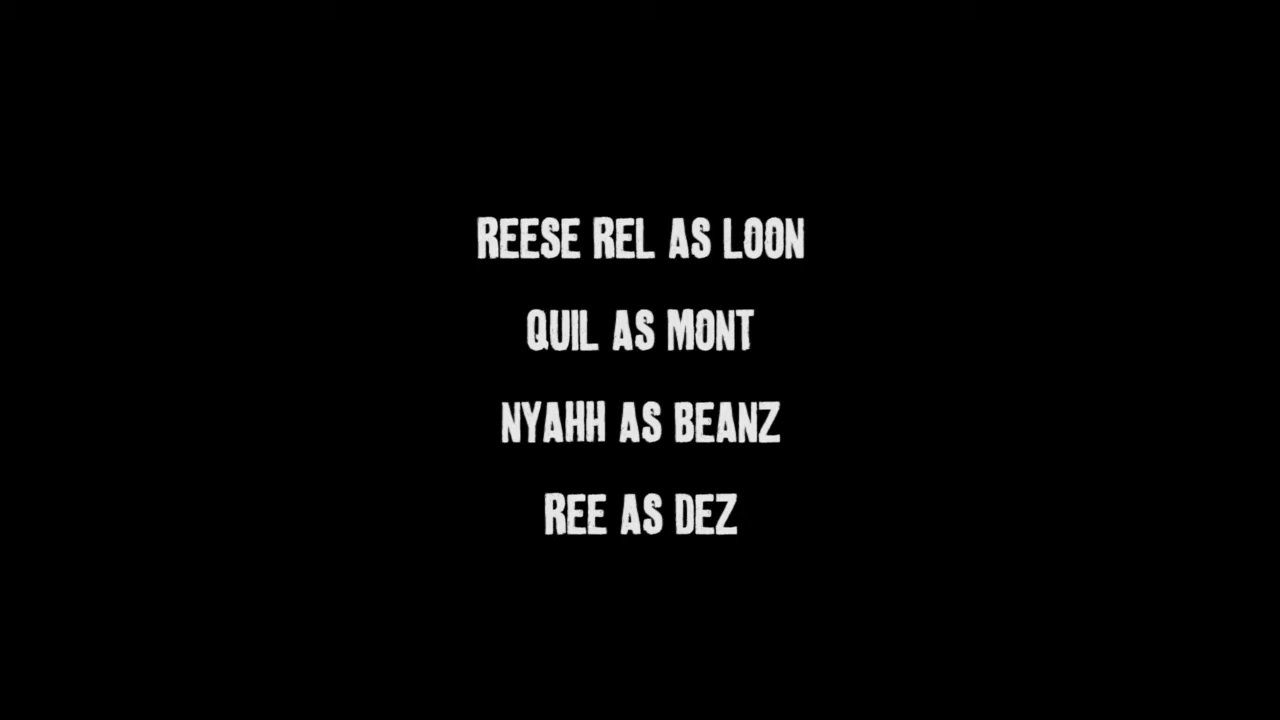 REESE REL AS LOON
QUIL AS MONT
NYAHH AS BEANZ
REE AS DEZ